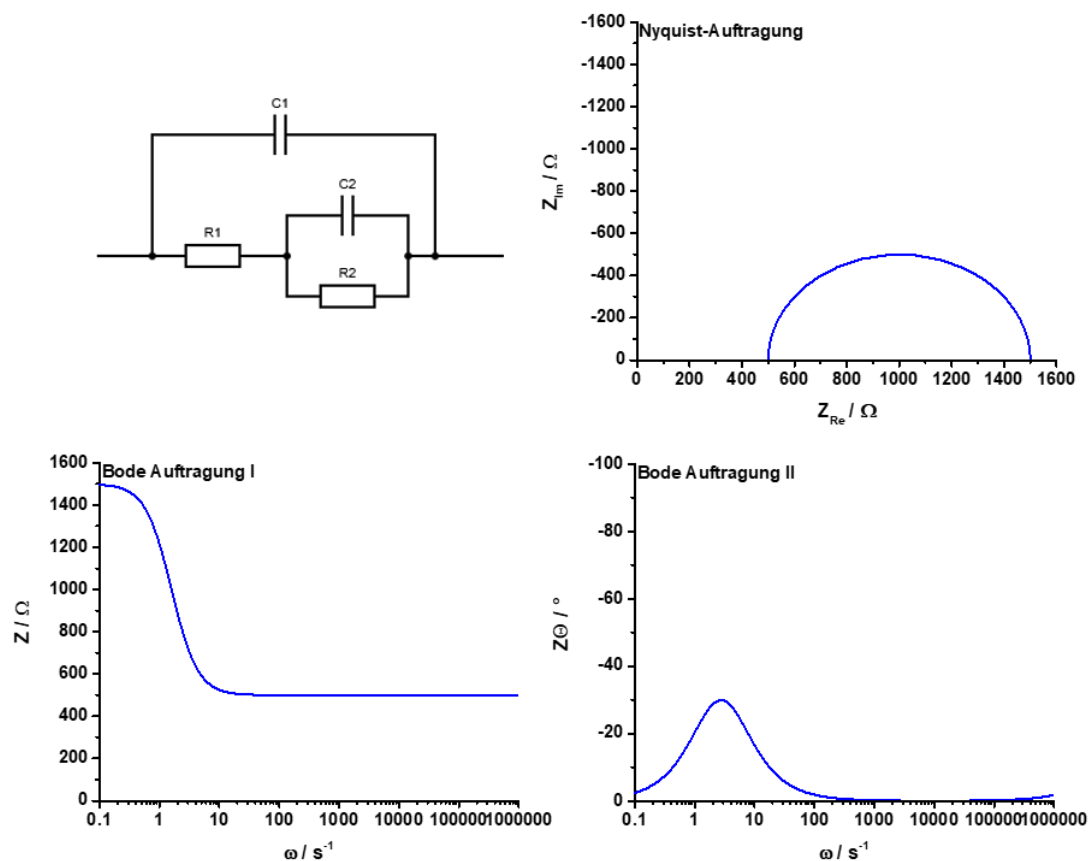 C1
C2
R1
R2
Nyquist-Auftragung
-1600
-1400
-1200
-1000
-800
-600
-400
-200
0
Z_Im / Ω
0 200 400 600 800 1000 1200 1400 1600
Z_Re / Ω
Bode Auftragung I
1600
1400
1200
1000
800
600
400
200
0
Z / Ω
0.1 1 10 100 1000 10000 100000 1000000
ω / s⁻¹
Bode Auftragung II
-100
-80
-60
-40
-20
0
ZΘ / °
0.1 1 10 100 1000 10000 100000 1000000
ω / s⁻¹